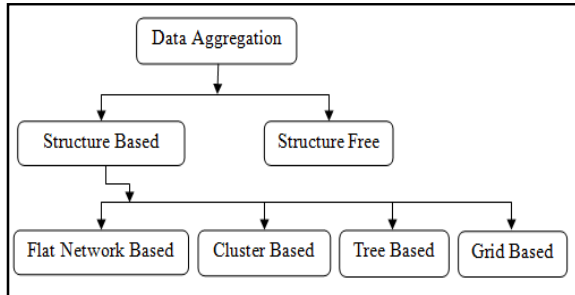 Data Aggregation
Structure Based
Structure Free
Flat Network Based
Cluster Based
Tree Based
Grid Based